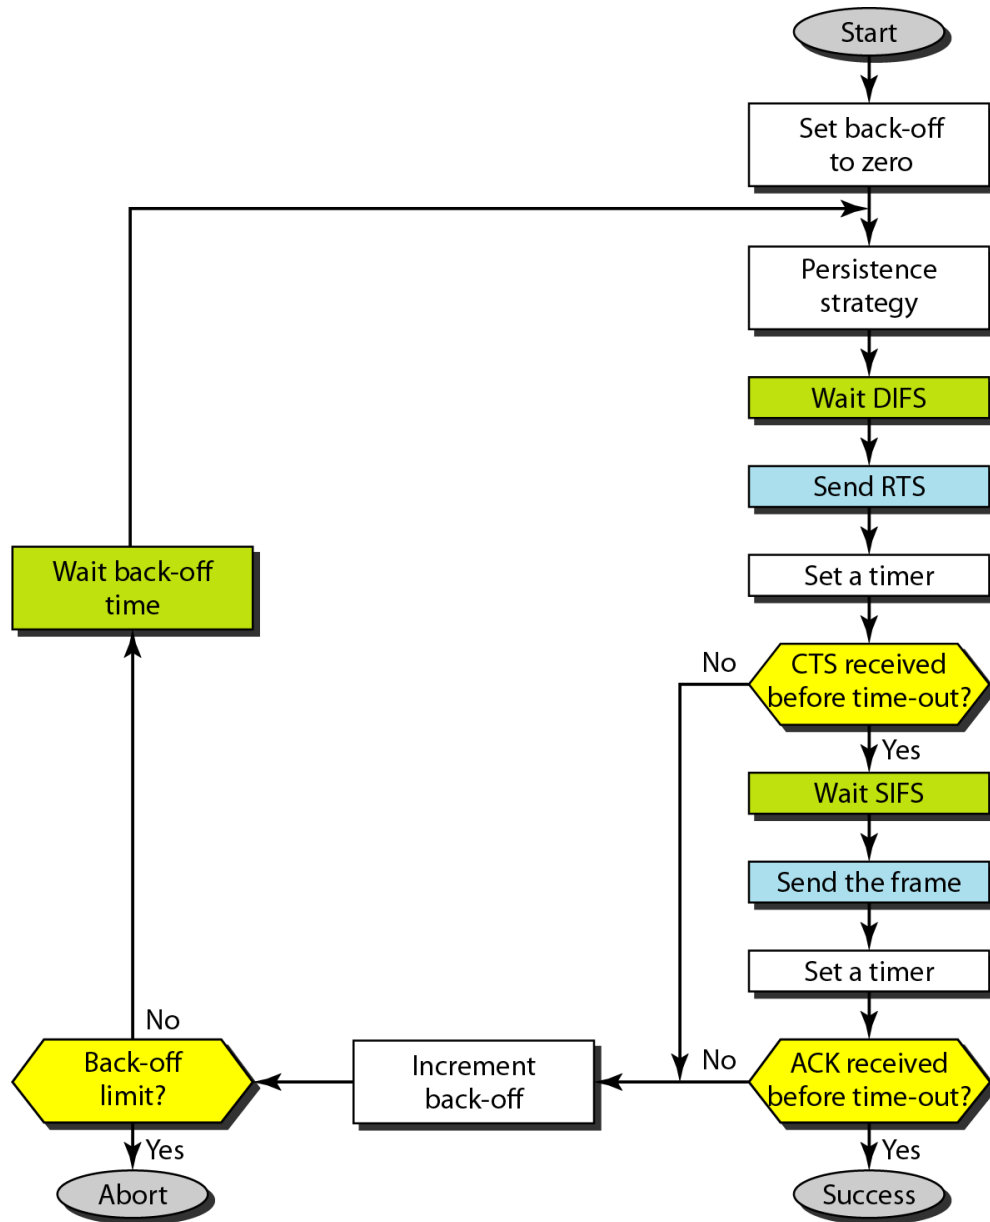 Start
Set back-off
to zero
Persistence
strategy
Wait DIFS
Send RTS
Wait back-off
time
Set a timer
No
CTS received
before time-out?
Yes
Wait SIFS
Send the frame
Set a timer
No
Back-off
limit?
Increment
back-off
No
ACK received
before time-out?
Yes
Yes
Abort
Success